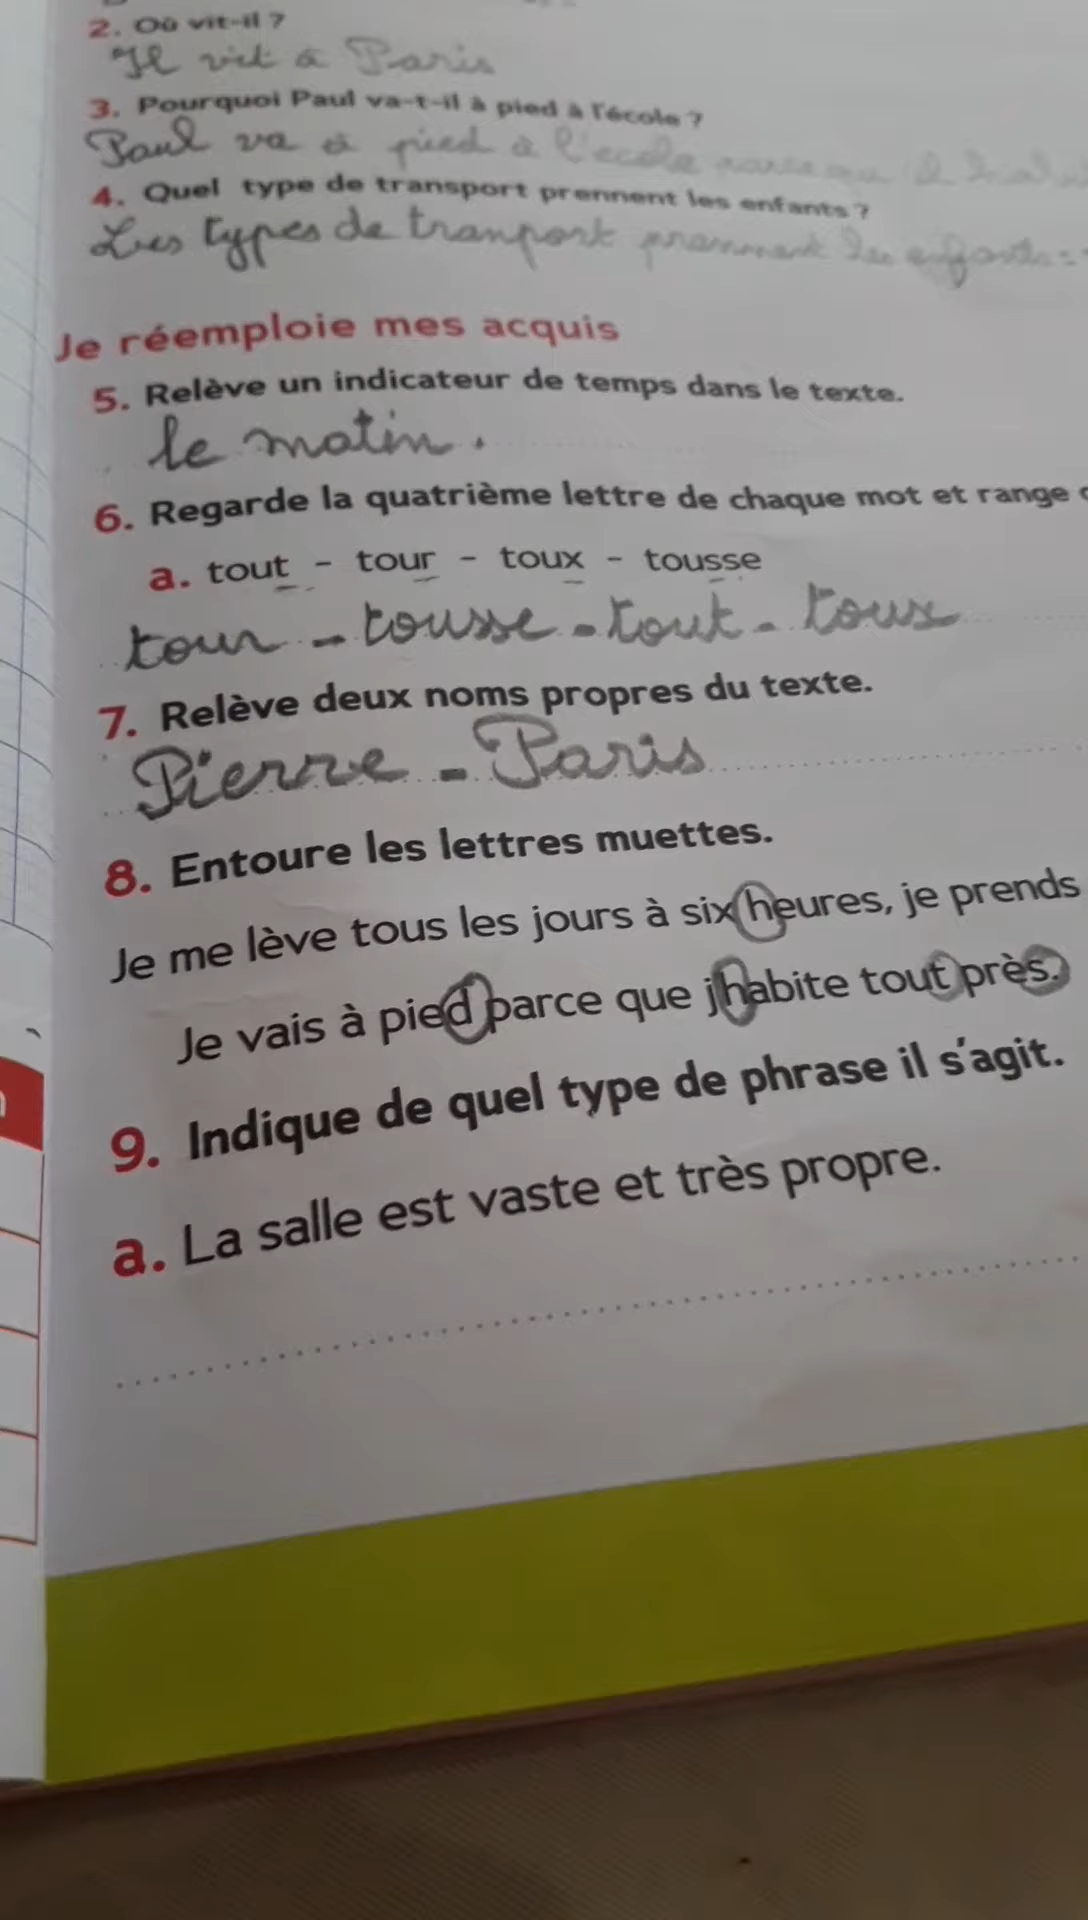 2. Où vit-il ?
Il vit à Paris
3. Pourquoi Paul va-t-il à pied à l'école ?
Paul va à pied à l'ecole
4. Quel type de transport prennent les enfants ?
Les types de tranport prennent les enfants :
Je réemploie mes acquis
5. Relève un indicateur de temps dans le texte.
le matin.
6. Regarde la quatrième lettre de chaque mot et range
a. tout - tour - toux - tousse
tour - tousse - tout - toux
7. Relève deux noms propres du texte.
Pierre - Paris
8. Entoure les lettres muettes.
Je me lève tous les jours à six heures, je prends
Je vais à pied parce que j'habite tout près.
9. Indique de quel type de phrase il s'agit.
a. La salle est vaste et très propre.